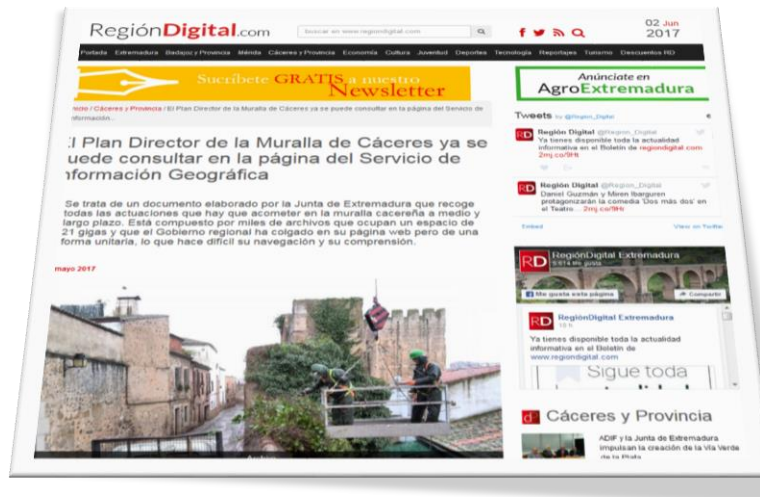 RegiónDigital.com
buscar en www.regiondigital.com
02 Jun
2017
Portada Extremadura Badajoz y Provincia Mérida Cáceres y Provincia Economía Cultura Juventud Deportes Tecnología Reportajes Turismo Descuentos RD
Sucríbete GRATIS a nuestro
Newsletter
Anúnciate en
AgroExtremadura
nicio / Cáceres y Provincia / El Plan Director de la Muralla de Cáceres ya se puede consultar en la página del Servicio de
nformación...
l Plan Director de la Muralla de Cáceres ya se
uede consultar en la página del Servicio de
nformación Geográfica
Se trata de un documento elaborado por la Junta de Extremadura que recoge
todas las actuaciones que hay que acometer en la muralla cacereña a medio y
largo plazo. Está compuesto por miles de archivos que ocupan un espacio de
21 gigas y que el Gobierno regional ha colgado en su página web pero de una
forma unitaria, lo que hace difícil su navegación y su comprensión.
mayo 2017
Tweets by @Region_Digital
RD
Región Digital @Region_Digital
Ya tienes disponible toda la actualidad
informativa en el Boletín de regiondigital.com
RD
Región Digital @Region_Digital
Daniel Guzmán y Miren Ibarguren
protagonizarán la comedia 'Dos más dos' en
el Teatro...
Embed
View on Twitter
RD
RegiónDigital Extremadura
Me gusta esta página
Compartir
RD
RegiónDigital Extremadura
Ya tienes disponible toda la actualidad
informativa en el Boletín de
www.regiondigital.com
Sigue toda
Cáceres y Provincia
ADIF y la Junta de Extremadura
impulsan la creación de la Vía Verde
de la Plata